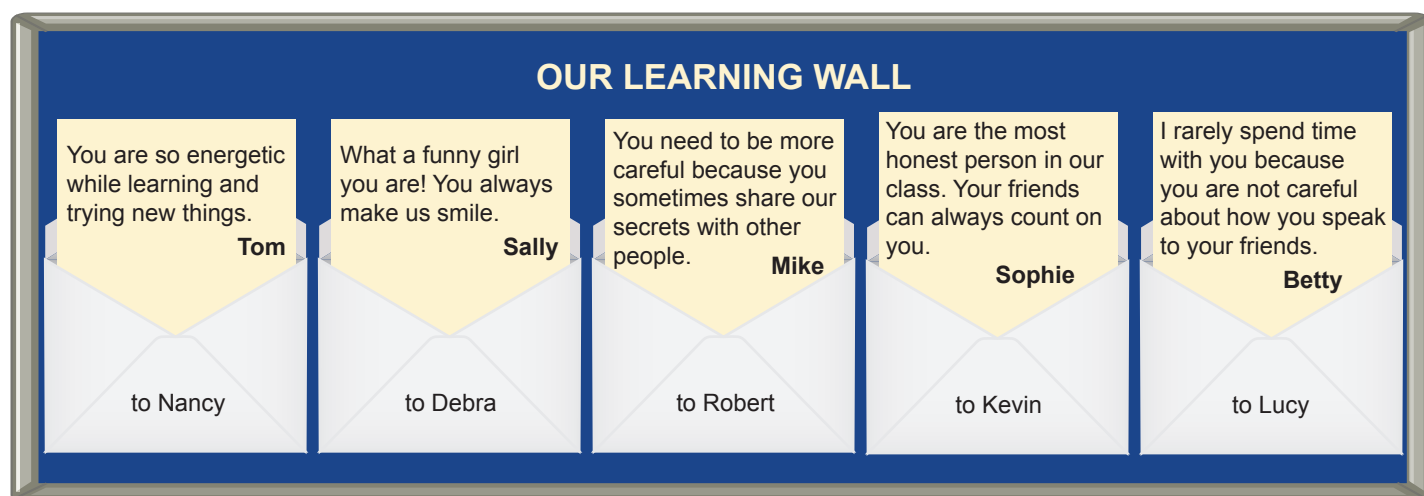 OUR LEARNING WALL
You are so energetic
while learning and
trying new things.
Tom
to Nancy
What a funny girl
you are! You always
make us smile.
Sally
to Debra
You need to be more
careful because you
sometimes share our
secrets with other
people.
Mike
to Robert
You are the most
honest person in our
class. Your friends
can always count on
you.
Sophie
to Kevin
I rarely spend time
with you because
you are not careful
about how you speak
to your friends.
Betty
to Lucy